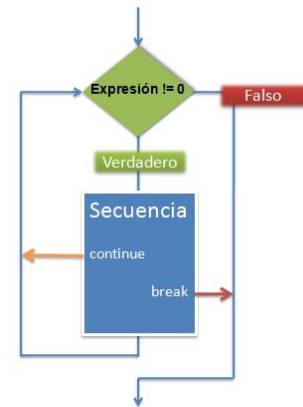 Expresión != 0
Falso
Verdadero
Secuencia
continue
break